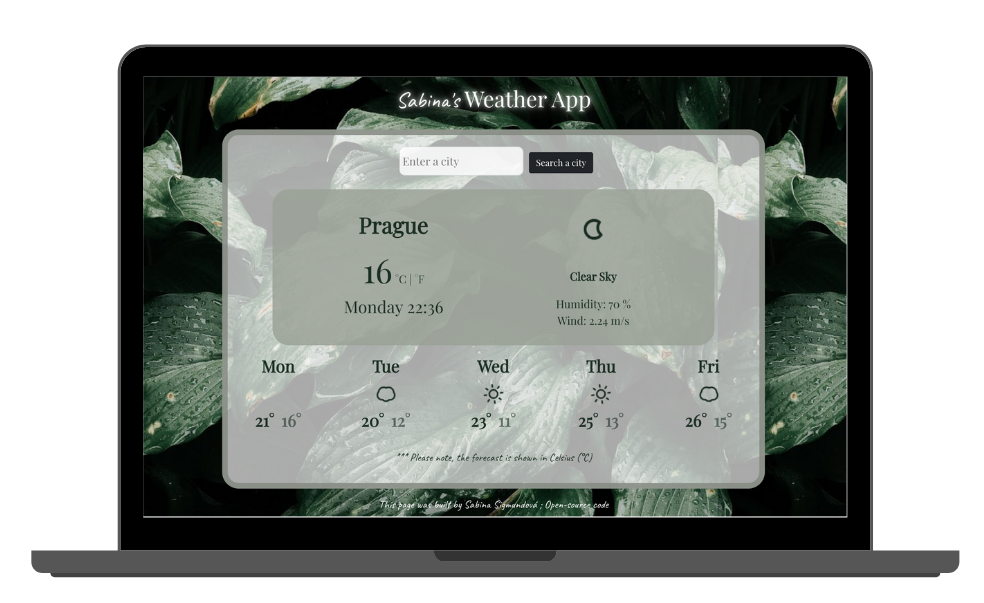 Sabina's Weather App
Enter a city
Search a city
Prague
16 °C | °F
Monday 22:36
Clear Sky
Humidity: 70 %
Wind: 2.24 m/s
Mon Tue Wed Thu Fri
21° 16° 20° 12° 23° 11° 25° 13° 26° 15°
*** Please note, the forecast is shown in Celsius (°C)
This page was built by Sabina Sigmundová ; Open-source code